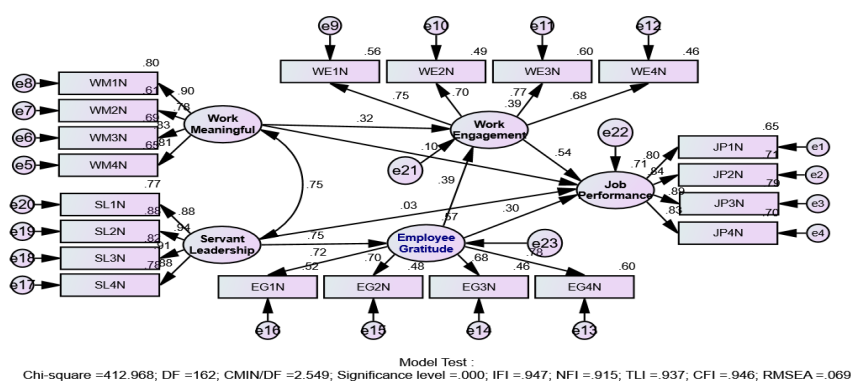 e9 e10 e11 e12
.56 .49 .60 .46
WE1N WE2N WE3N WE4N
.75 .70 .77 .68
.39
.80
e8 WM1N .90
.61
e7 WM2N .78
.69
e6 WM3N .83
.65
e5 WM4N .81
Work
Meaningful
.32
Work
Engagement
e22
e21
.10
.54
.71
Job
Performance
.65
.80 JP1N e1
.71
.84 JP2N e2
.79
.89 JP3N e3
.70
.83 JP4N e4
.75
.39
.03
.30
.77
e20 SL1N .88
.88
e19 SL2N .94
.82
e18 SL3N .91
.78
e17 SL4N .88
Servant
Leadership
.75
.57
Employee
Gratitude
e23
.72 .70 .68 .78
.52 .48 .46 .60
EG1N EG2N EG3N EG4N
e16 e15 e14 e13
Model Test :
Chi-square =412.968; DF =162; CMIN/DF =2.549; Significance level =.000; IFI =.947; NFI =.915; TLI =.937; CFI =.946; RMSEA =.069